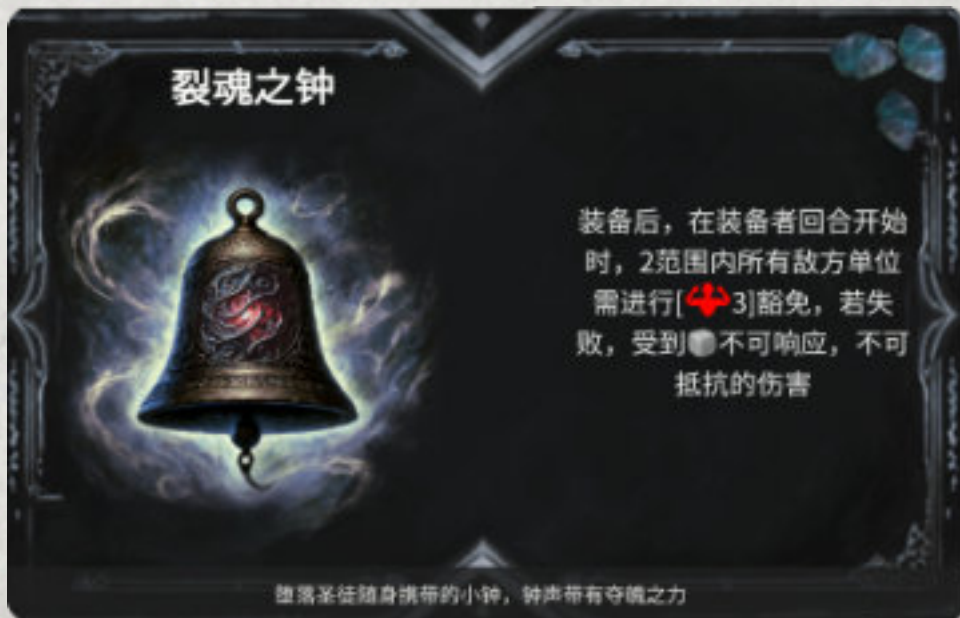 裂魂之钟
装备后，在装备者回合开始
时，2范围内所有敌方单位
需进行[3]豁免，若失
败，受到不可响应，不可
抵抗的伤害
堕落圣徒随身携带的小钟，钟声带有夺魄之力